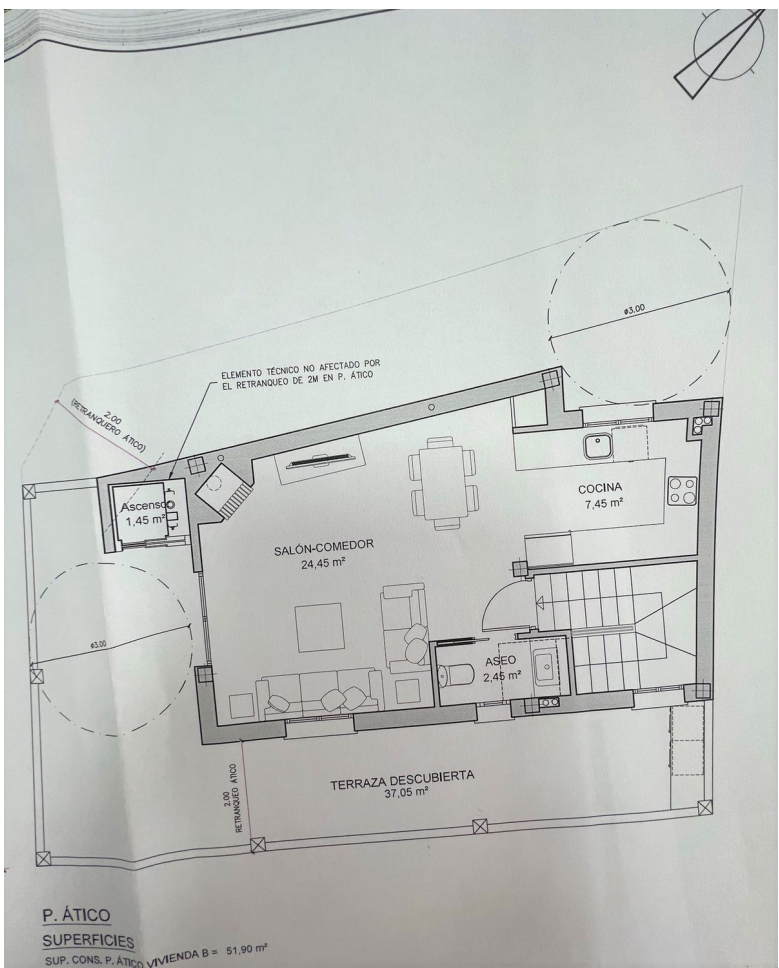 ø3.00
ELEMENTO TÉCNICO NO AFECTADO POR
EL RETRANQUEO DE 2M EN P. ÁTICO
2.00
(RETRANQUERO ÁTICO)
Ascenso
1,45 m²
COCINA
7,45 m²
SALÓN-COMEDOR
24,45 m²
ø3.00
ASEO
2,45 m²
TERRAZA DESCUBIERTA
37,05 m²
2.00
RETRANQUEO ÁTICO
P. ÁTICO
SUPERFICIES
SUP. CONS. P. ÁTICO VIVIENDA B = 51,90 m²